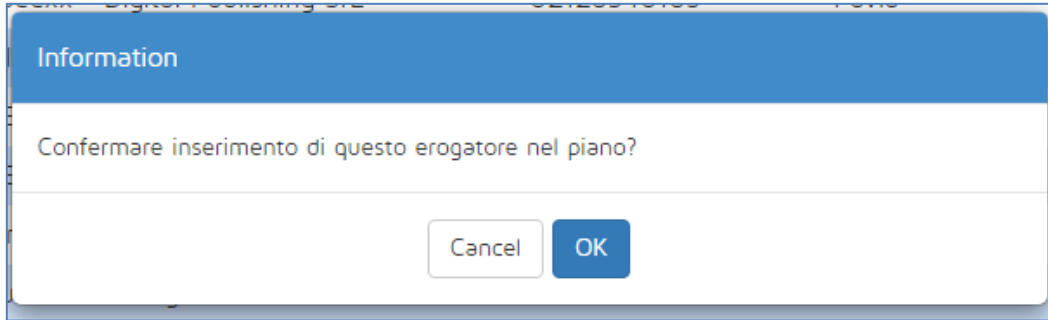 Information
Confermare inserimento di questo erogatore nel piano?
Cancel
OK